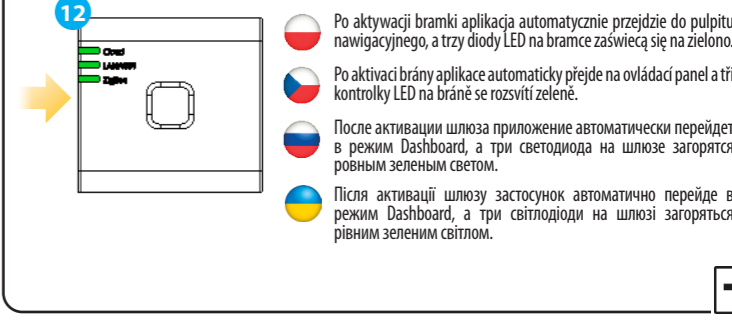 12
Cloud
LAN/WiFi
ZigBee
Po aktywacji bramki aplikacja automatycznie przejdzie do pulpitu
nawigacyjnego, a trzy diody LED na bramce zaświecą się na zielono.
Po aktivaci brány aplikace automaticky přejde na ovládací panel a tři
kontrolky LED na bráně se rozsvítí zeleně.
После активации шлюза приложение автоматически перейдет
в режим Dashboard, а три светодиода на шлюзе загорятся
ровным зеленым светом.
Після активації шлюзу застосунок автоматично перейде в
режим Dashboard, а три світлодіоди на шлюзі загоряться
рівним зеленим світлом.